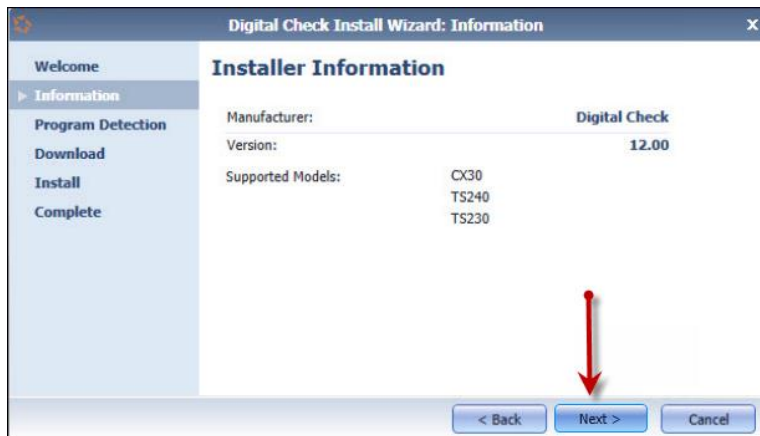 Digital Check Install Wizard: Information x
Welcome
Information
Program Detection
Download
Install
Complete
Installer Information
Manufacturer: Digital Check
Version: 12.00
Supported Models: CX30
TS240
TS230
< Back Next > Cancel